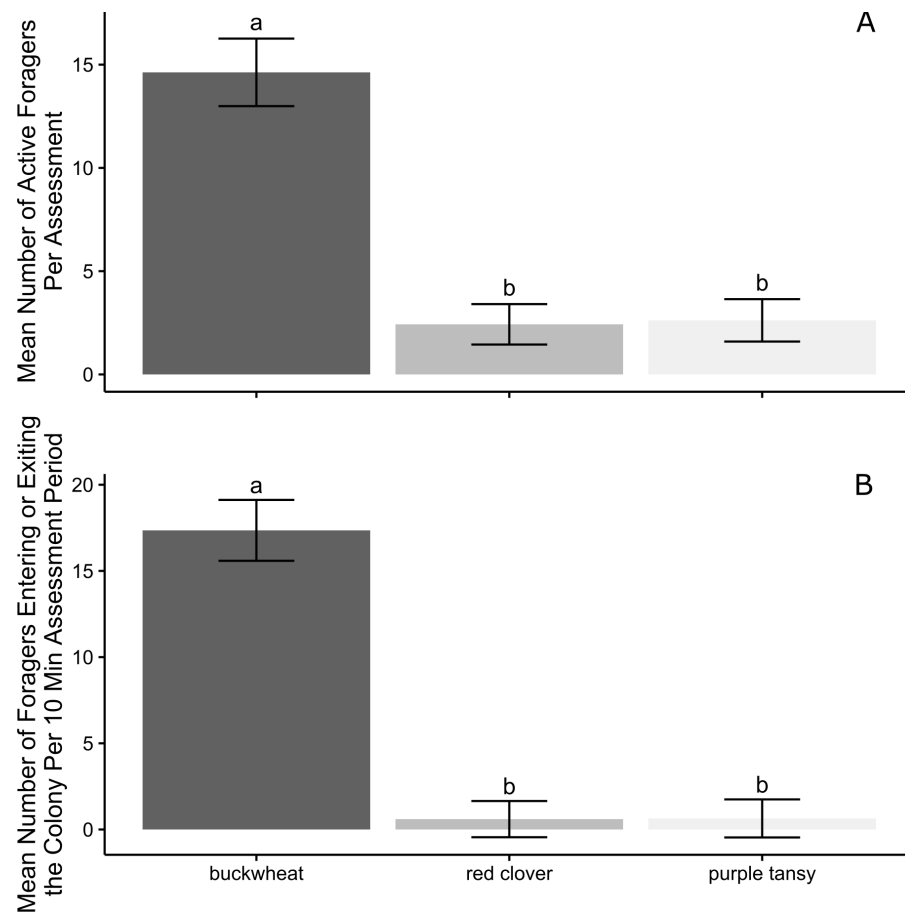 A
Mean Number of Active Foragers
Per Assessment
15
10
5
0
a
b
b
B
Mean Number of Foragers Entering or Exiting
the Colony Per 10 Min Assessment Period
20
15
10
5
0
a
b
b
buckwheat
red clover
purple tansy